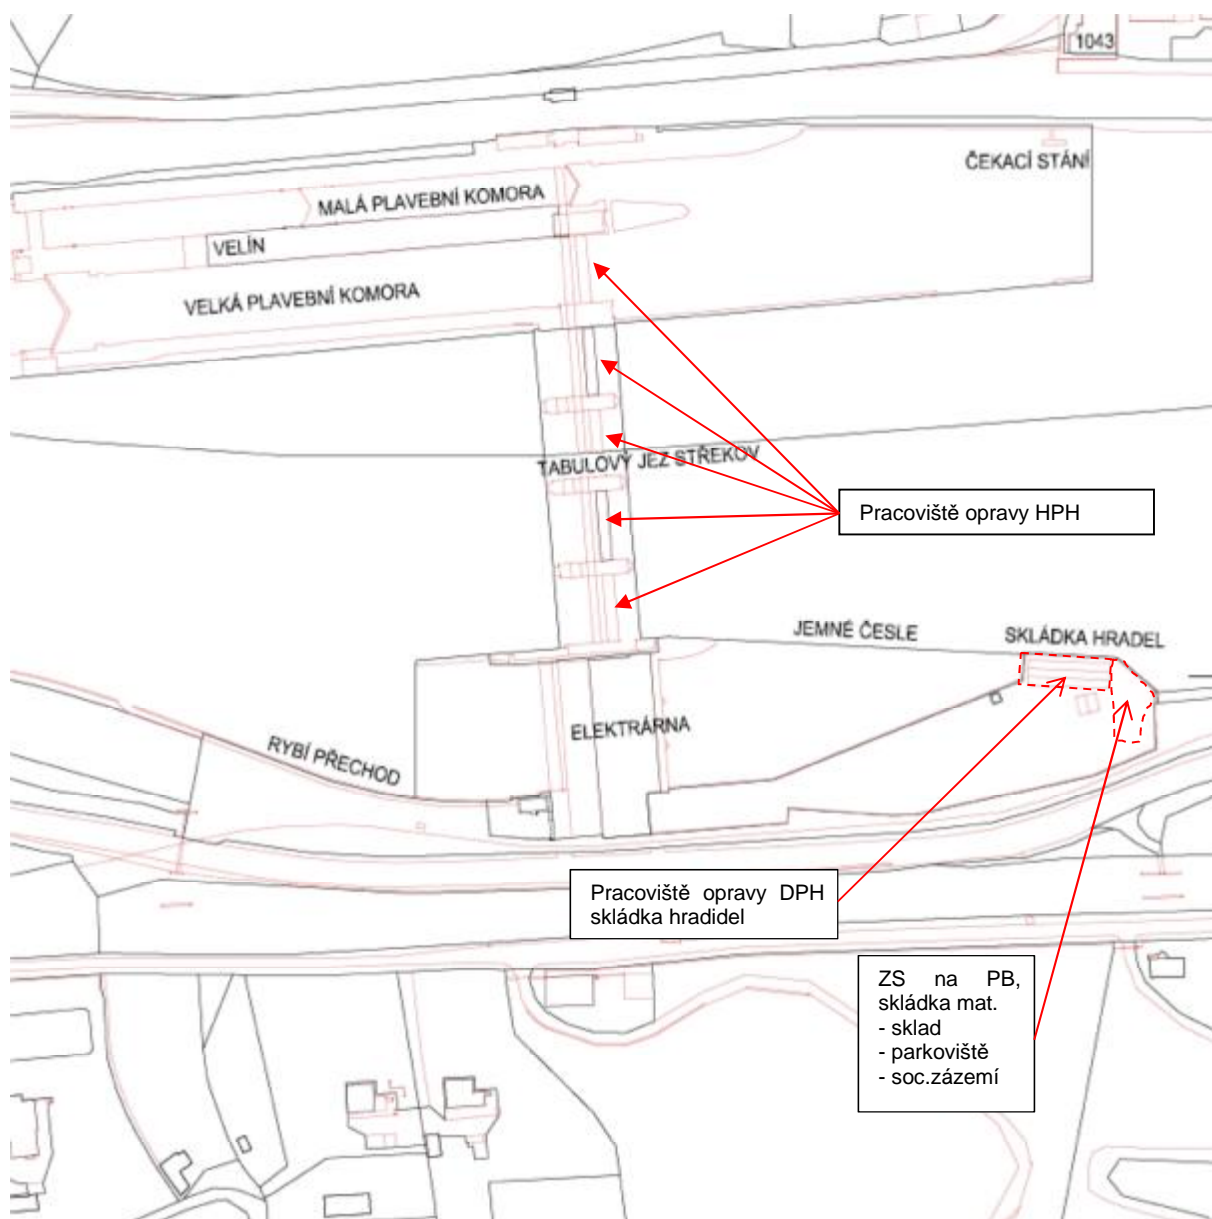 1043
ČEKACÍ STÁNÍ
MALÁ PLAVEBNÍ KOMORA
VELÍN
VELKÁ PLAVEBNÍ KOMORA
TABULOVÝ JEZ STŘEKOV
Pracoviště opravy HPH
JEMNÉ ČESLE
SKLÁDKA HRADEL
ELEKTRÁRNA
RYBÍ PŘECHOD
Pracoviště opravy DPH
skládka hradidel
ZS na PB,
skládka mat.
- sklad
- parkoviště
- soc.zázemí